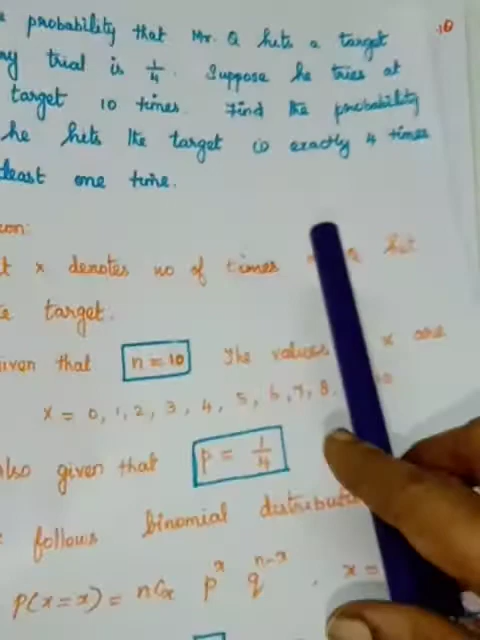 probability that Mr. Q hits a target
trial is 1/4. Suppose he tries at
target 10 times. Find the probability
he hits the target is exactly 4 times
least one time.
x denotes no of times Q hit
target.
given that n = 10 The values x are
X = 0, 1, 2, 3, 4, 5, 6, 7, 8,
also given that p = 1/4
follows binomial
p(x=x) = nCx p^x q^n-x , x =